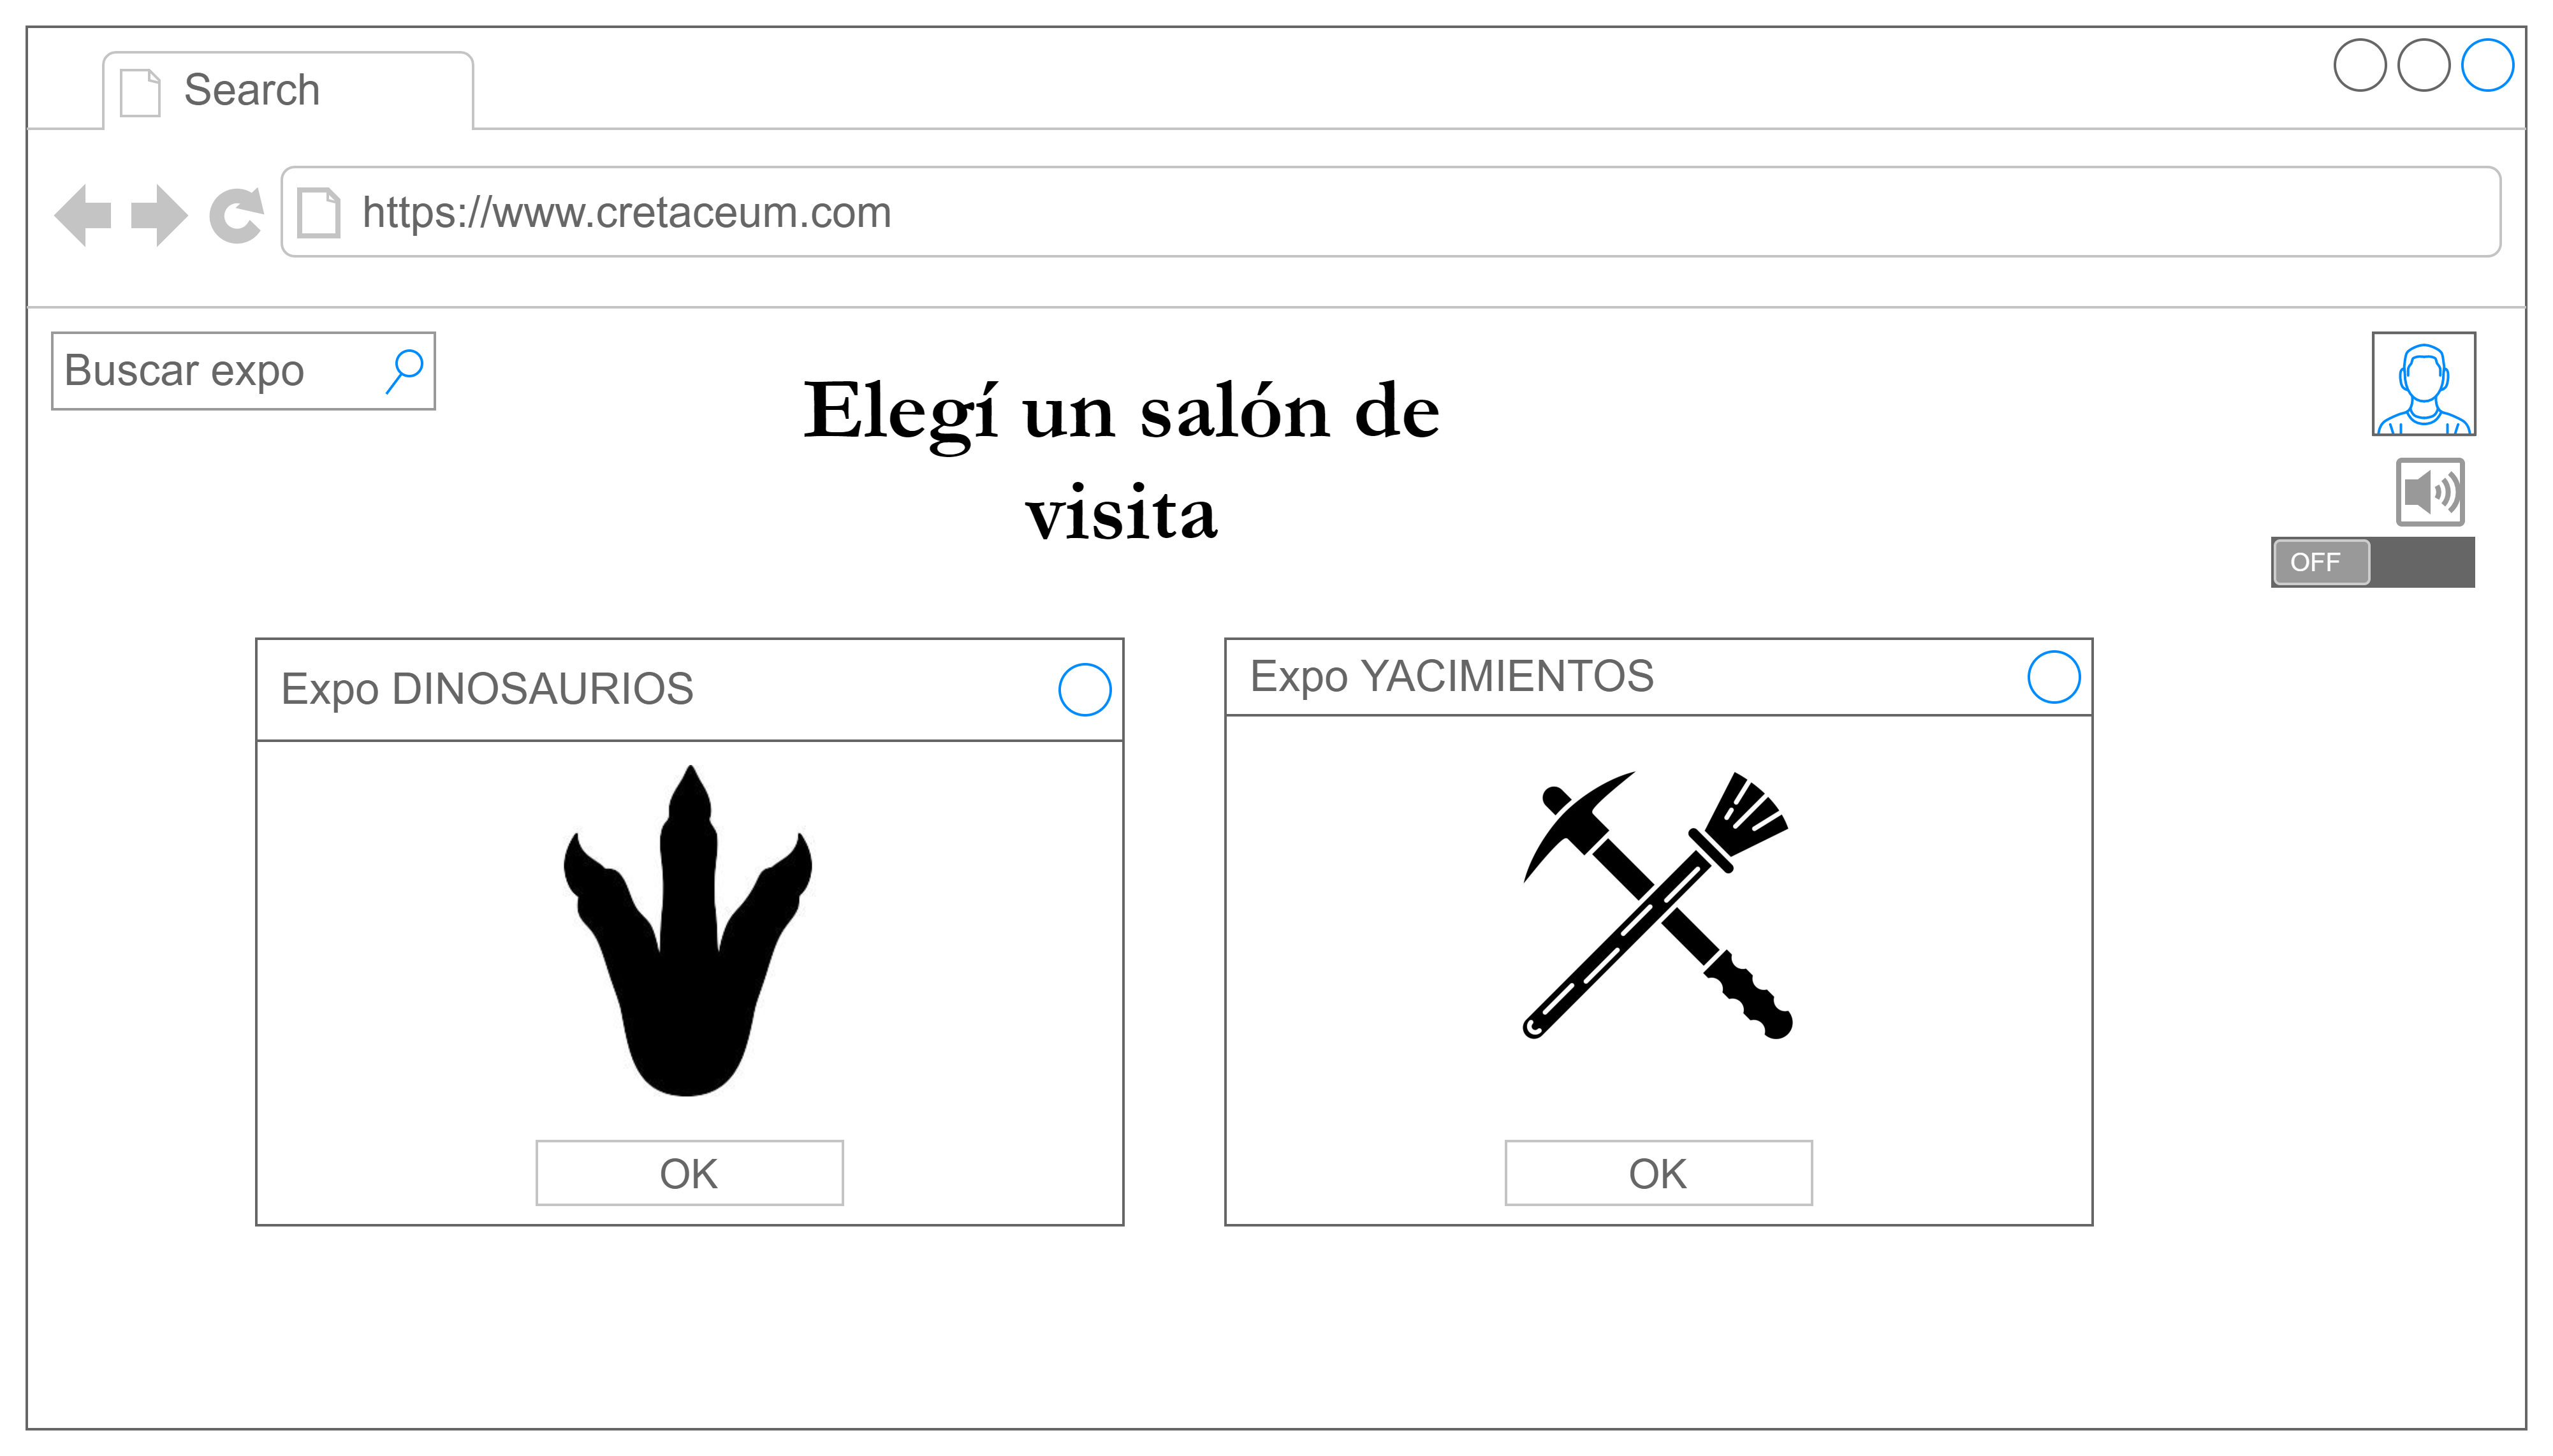 Search
https://www.cretaceum.com
Buscar expo
Elegí un salón de
visita
OFF
Expo DINOSAURIOS
Expo YACIMIENTOS
OK
OK